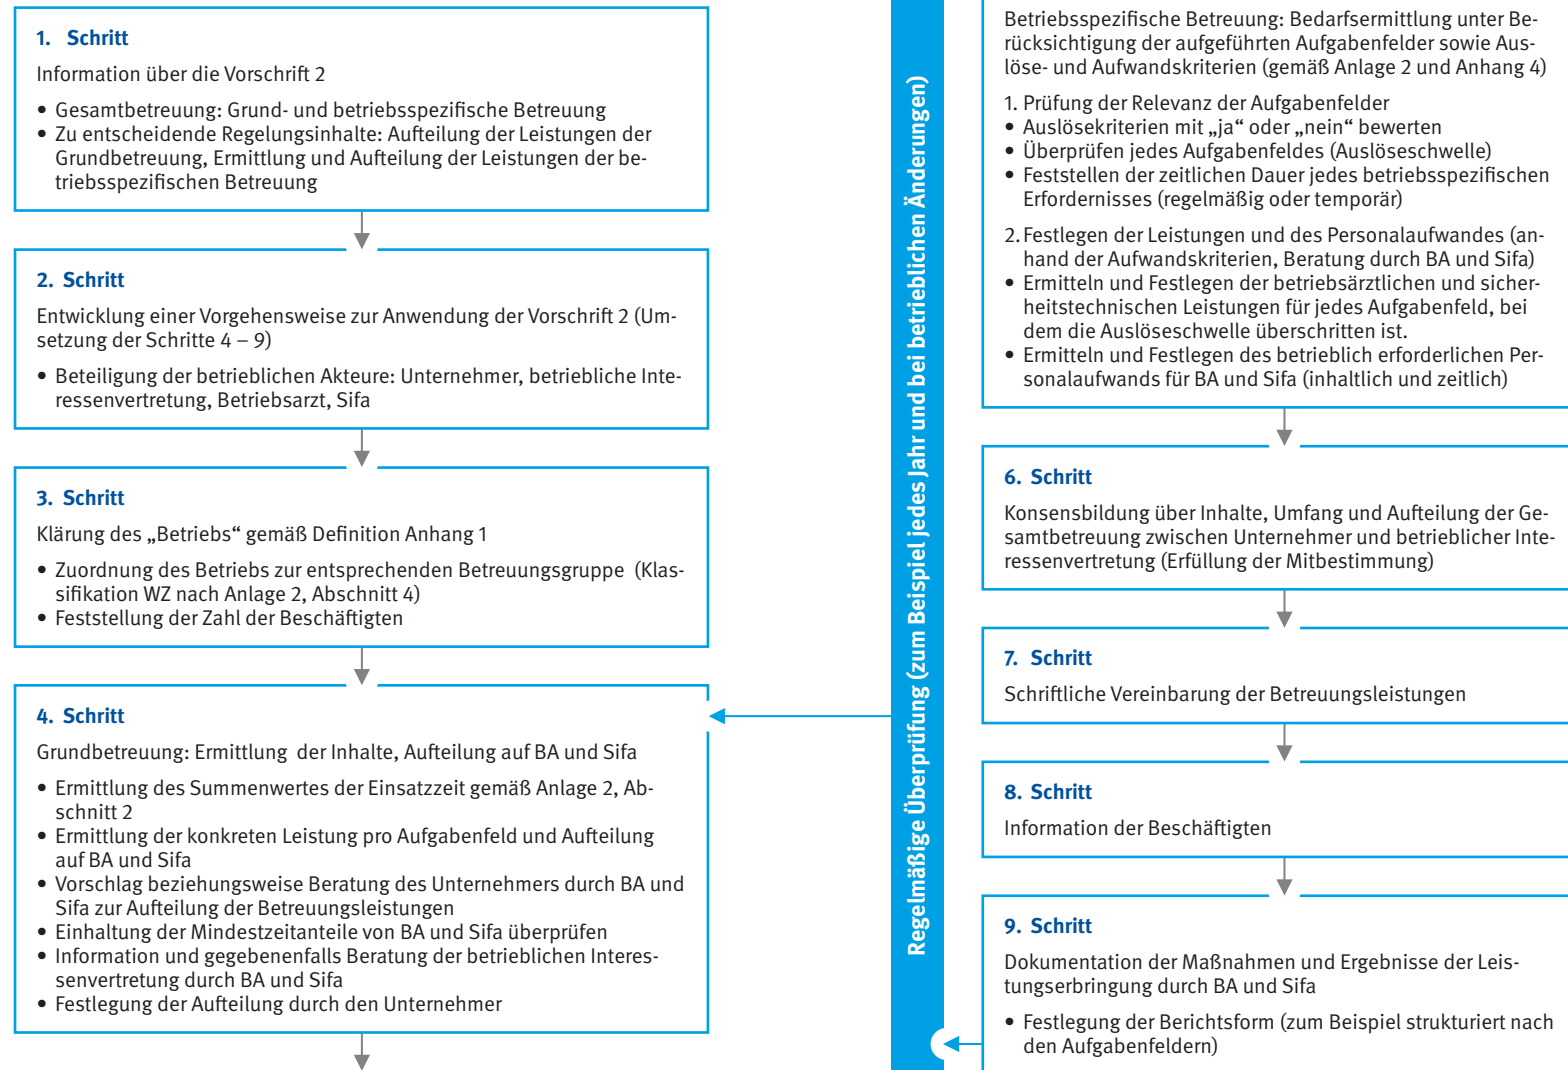 1. Schritt
Information über die Vorschrift 2
• Gesamtbetreuung: Grund- und betriebsspezifische Betreuung
• Zu entscheidende Regelungsinhalte: Aufteilung der Leistungen der
Grundbetreuung, Ermittlung und Aufteilung der Leistungen der be-
triebsspezifischen Betreuung
2. Schritt
Entwicklung einer Vorgehensweise zur Anwendung der Vorschrift 2 (Um-
setzung der Schritte 4 – 9)
• Beteiligung der betrieblichen Akteure: Unternehmer, betriebliche Inte-
ressenvertretung, Betriebsarzt, Sifa
3. Schritt
Klärung des „Betriebs“ gemäß Definition Anhang 1
• Zuordnung des Betriebs zur entsprechenden Betreuungsgruppe (Klas-
sifikation WZ nach Anlage 2, Abschnitt 4)
• Feststellung der Zahl der Beschäftigten
4. Schritt
Grundbetreuung: Ermittlung der Inhalte, Aufteilung auf BA und Sifa
• Ermittlung des Summenwertes der Einsatzzeit gemäß Anlage 2, Ab-
schnitt 2
• Ermittlung der konkreten Leistung pro Aufgabenfeld und Aufteilung
auf BA und Sifa
• Vorschlag beziehungsweise Beratung des Unternehmers durch BA und
Sifa zur Aufteilung der Betreuungsleistungen
• Einhaltung der Mindestzeitanteile von BA und Sifa überprüfen
• Information und gegebenenfalls Beratung der betrieblichen Interes-
senvertretung durch BA und Sifa
• Festlegung der Aufteilung durch den Unternehmer
Regelmäßige Überprüfung (zum Beispiel jedes Jahr und bei betrieblichen Änderungen)
Betriebsspezifische Betreuung: Bedarfsermittlung unter Be-
rücksichtigung der aufgeführten Aufgabenfelder sowie Aus-
löse- und Aufwandskriterien (gemäß Anlage 2 und Anhang 4)
1. Prüfung der Relevanz der Aufgabenfelder
• Auslösekriterien mit „ja“ oder „nein“ bewerten
• Überprüfen jedes Aufgabenfeldes (Auslöseschwelle)
• Feststellen der zeitlichen Dauer jedes betriebsspezifischen
Erfordernisses (regelmäßig oder temporär)
2. Festlegen der Leistungen und des Personalaufwandes (an-
hand der Aufwandskriterien, Beratung durch BA und Sifa)
• Ermitteln und Festlegen der betriebsärztlichen und sicher-
heitstechnischen Leistungen für jedes Aufgabenfeld, bei
dem die Auslöseschwelle überschritten ist.
• Ermitteln und Festlegen des betrieblich erforderlichen Per-
sonalaufwands für BA und Sifa (inhaltlich und zeitlich)
6. Schritt
Konsensbildung über Inhalte, Umfang und Aufteilung der Ge-
samtbetreuung zwischen Unternehmer und betrieblicher Inte-
ressenvertretung (Erfüllung der Mitbestimmung)
7. Schritt
Schriftliche Vereinbarung der Betreuungsleistungen
8. Schritt
Information der Beschäftigten
9. Schritt
Dokumentation der Maßnahmen und Ergebnisse der Leis-
tungserbringung durch BA und Sifa
• Festlegung der Berichtsform (zum Beispiel strukturiert nach
den Aufgabenfeldern)